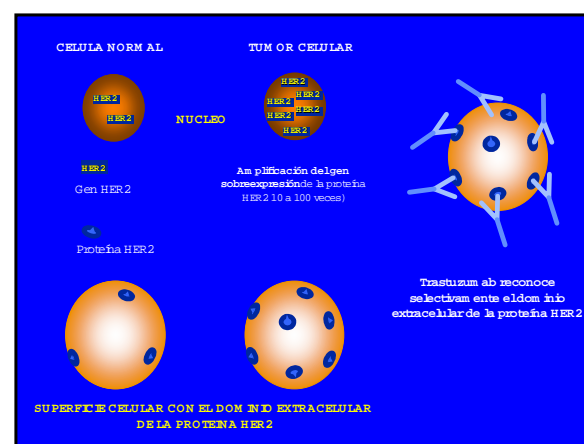 CELULA NORMAL
TUMOR CELULAR
HER2
HER2
HER2
HER2
HER2
HER2
HER2
HER2
NUCLEO
HER2
Gen HER2
Amplificación del gen
sobreexpresión de la proteína
HER2 10 a 100 veces)
Proteína HER2
Trastuzumab reconoce
selectivamente el dominio
extracelular de la proteína HER2
SUPERFICIE CELULAR CON EL DOMINIO EXTRACELULAR
DE LA PROTEINA HER2